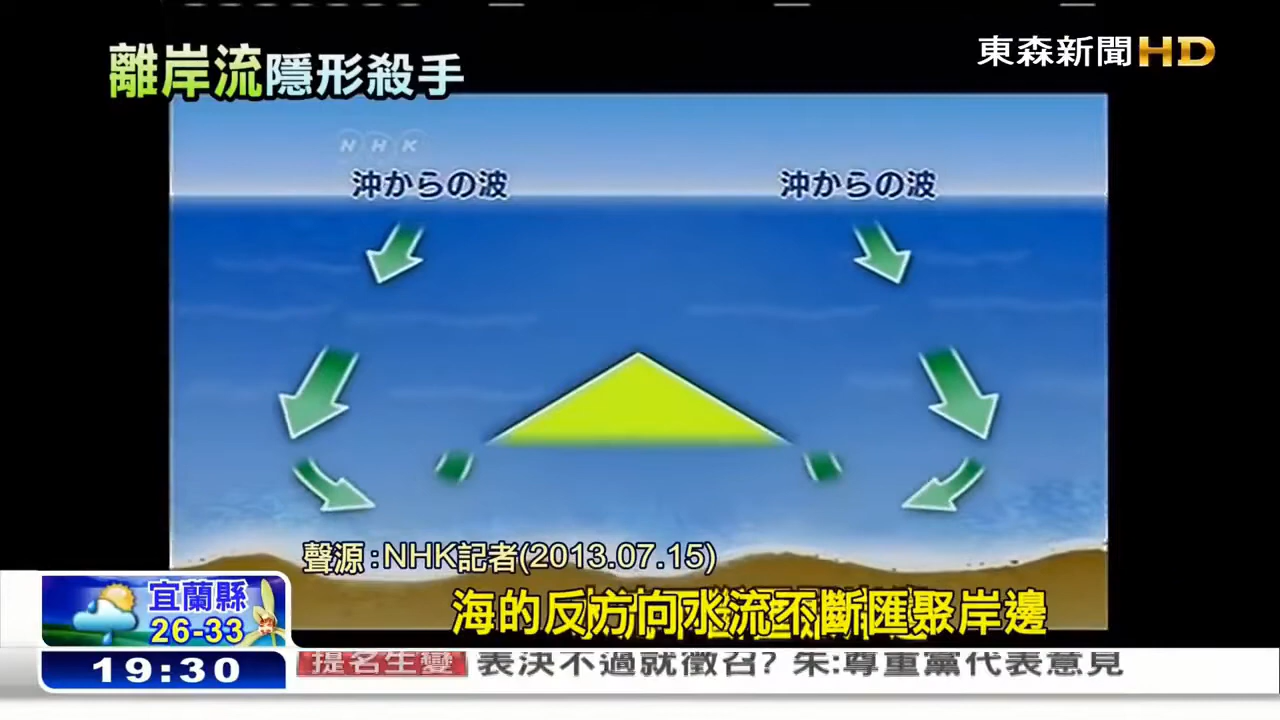 離岸流隱形殺手
東森新聞HD
NHK
沖からの波
沖からの波
聲源:NHK記者(2013.07.15)
海的反方向水流不斷匯聚岸邊
宜蘭縣
26-33
19:30
提名生變 表決不過就徵召? 朱:尊重黨代表意見